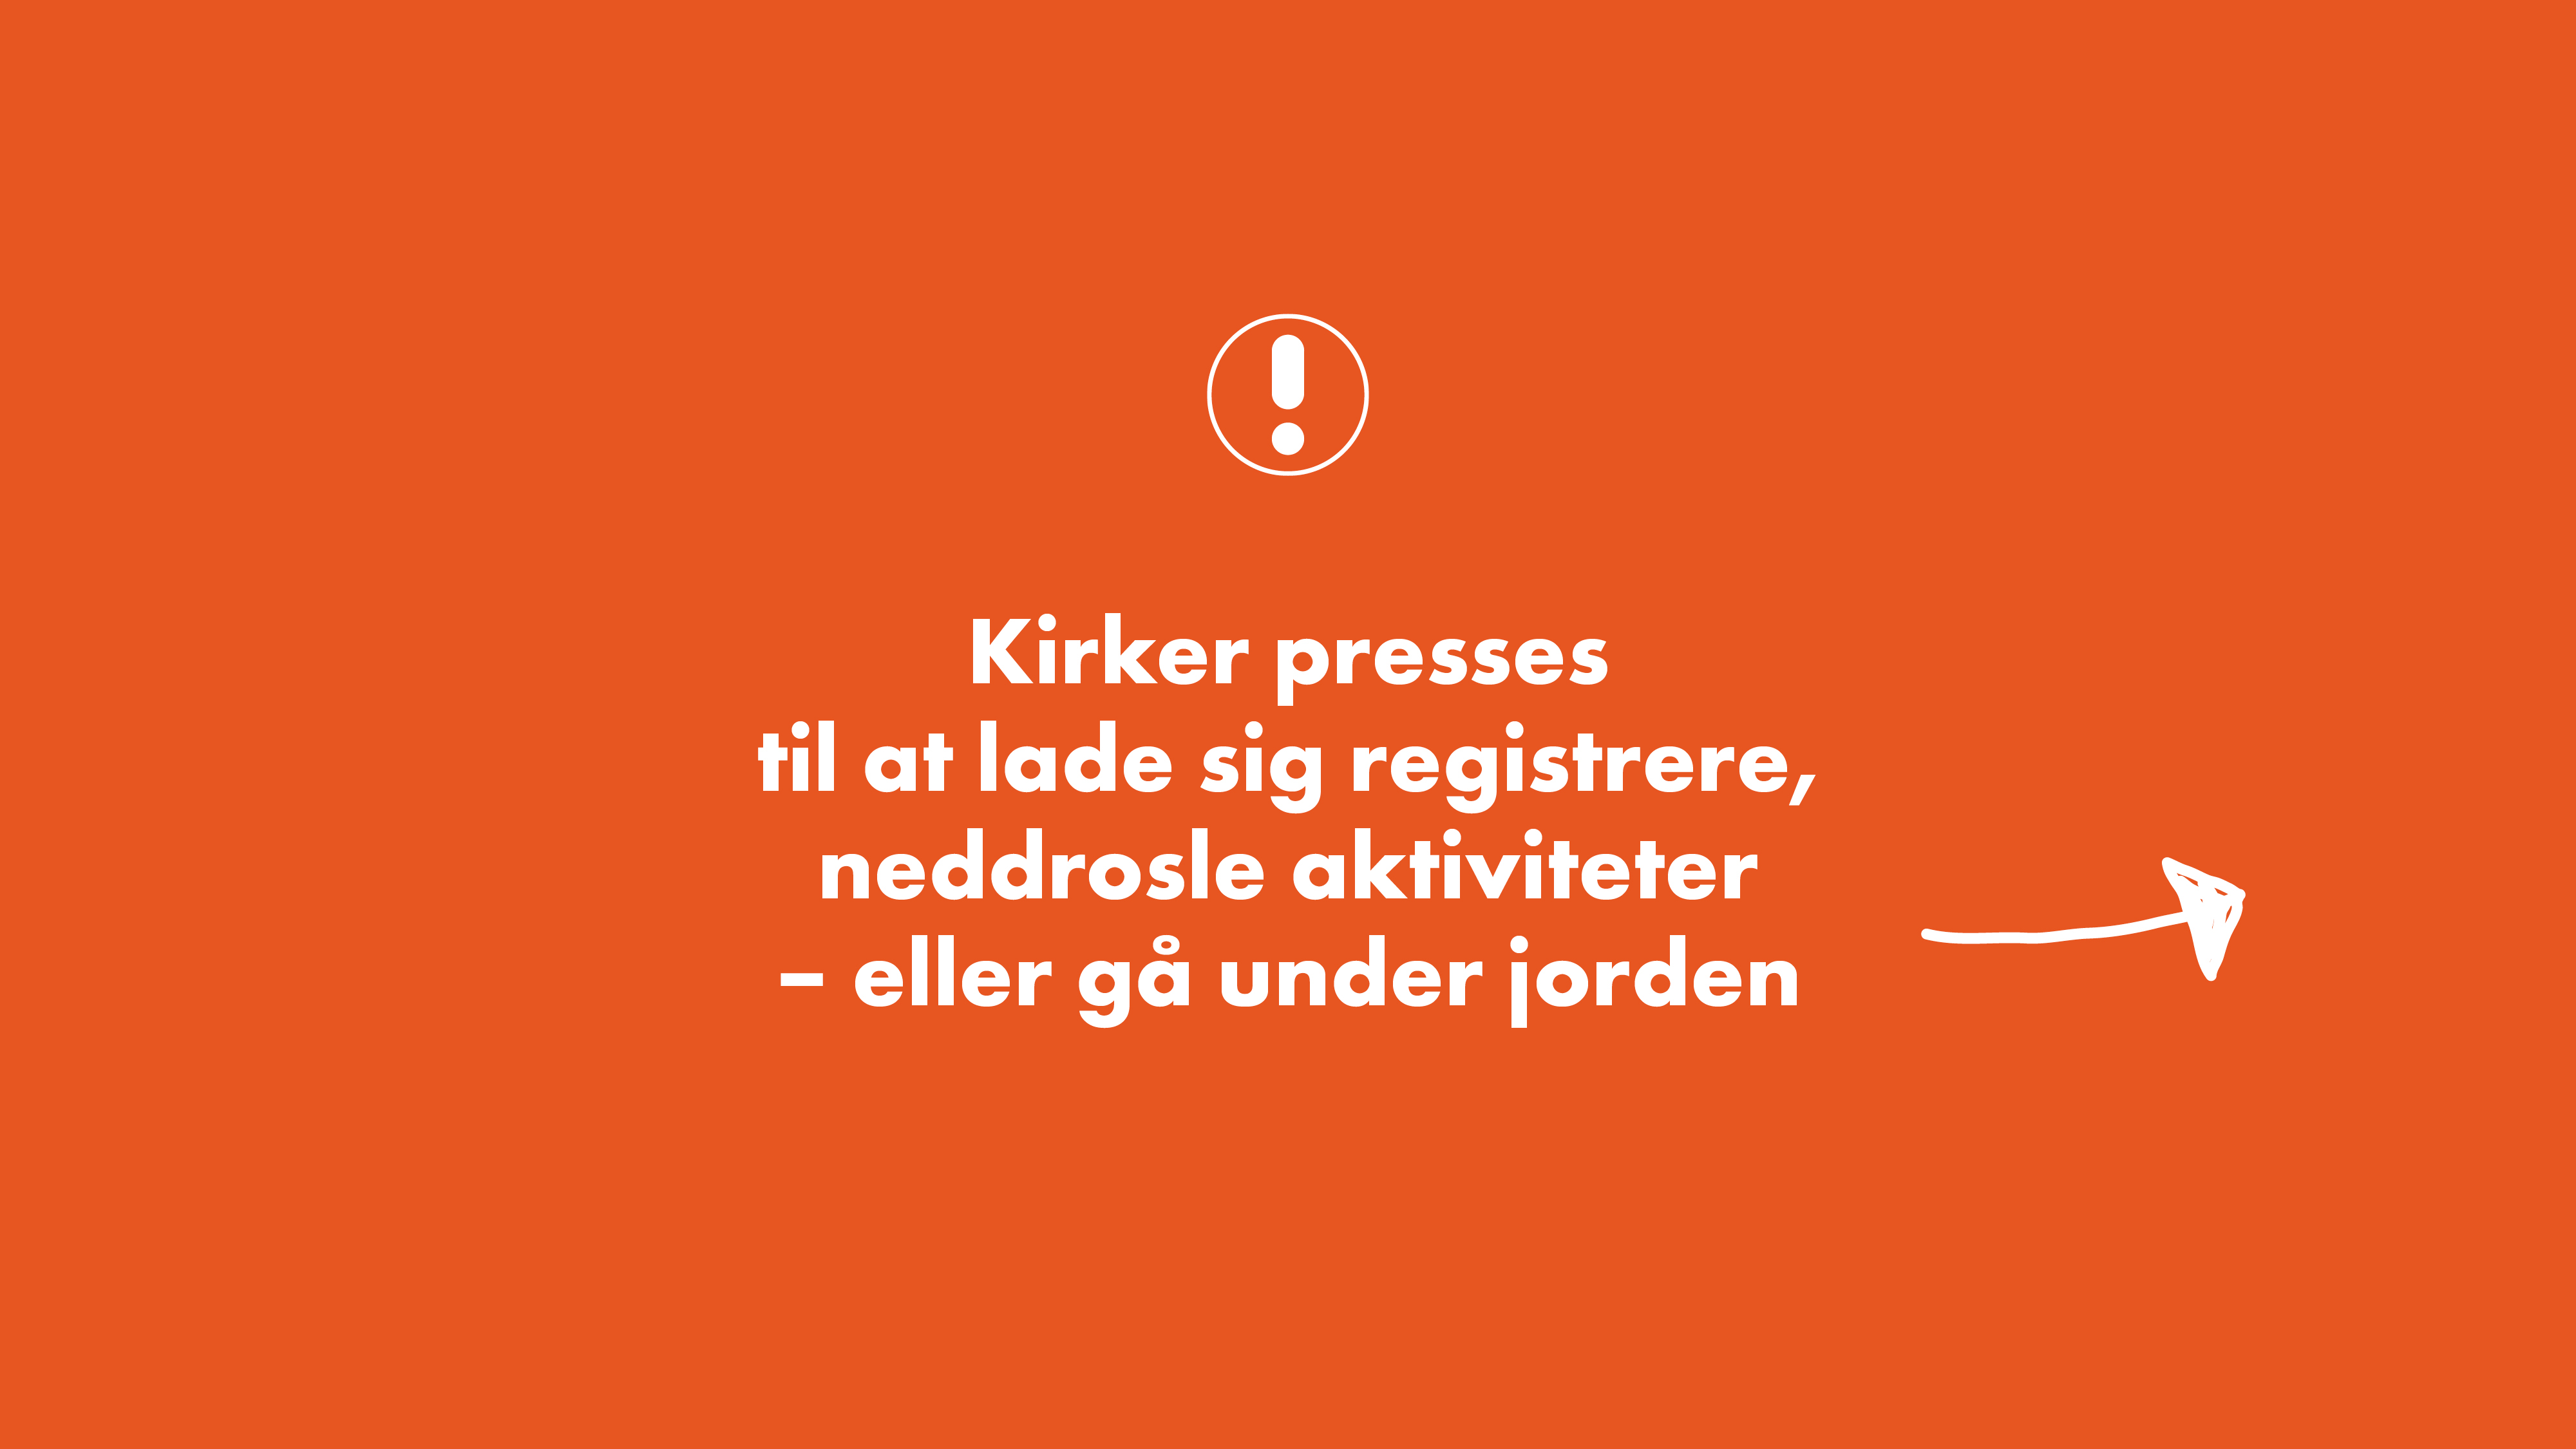 Kirker presses
til at lade sig registrere,
neddrosle aktiviteter
– eller gå under jorden